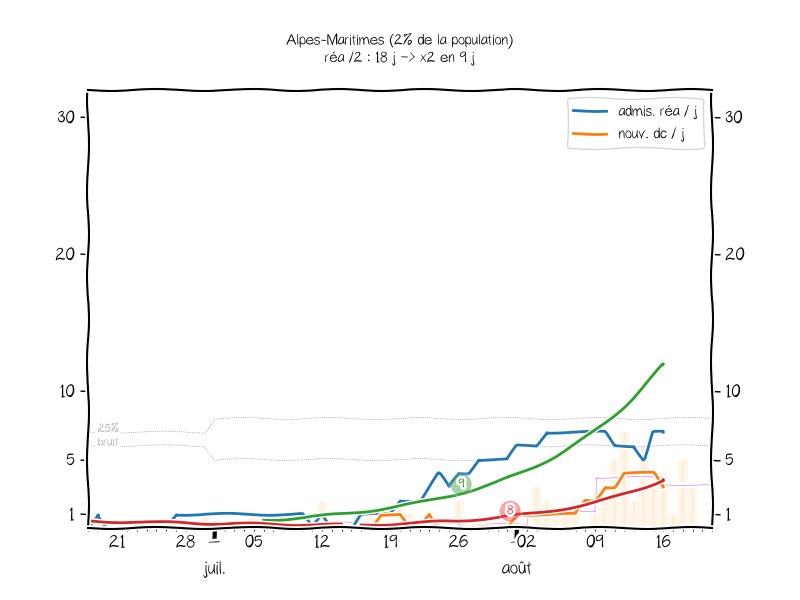 Alpes-Maritimes (2% de la population)
réa /2 : 18 j -> x2 en 9 j
admis. réa / j
nouv. dc / j
30
30
20
20
10
10
25%
bruit
5
5
9
8
1
1
21 28 05 12 19 26 02 09 16
juil. août